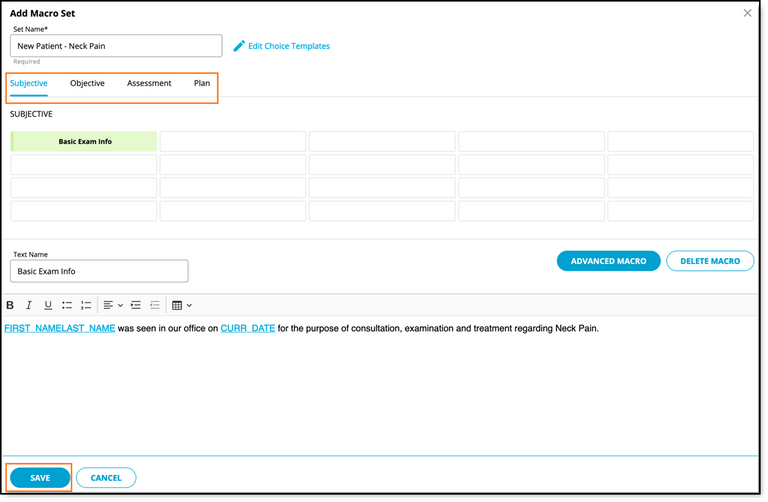 Add Macro Set
Set Name*
New Patient - Neck Pain
Edit Choice Templates
Required
Subjective Objective Assessment Plan
SUBJECTIVE
Basic Exam Info
Text Name
Basic Exam Info
ADVANCED MACRO DELETE MACRO
B I U
FIRST_NAMELAST_NAME was seen in our office on CURR_DATE for the purpose of consultation, examination and treatment regarding Neck Pain.
SAVE CANCEL